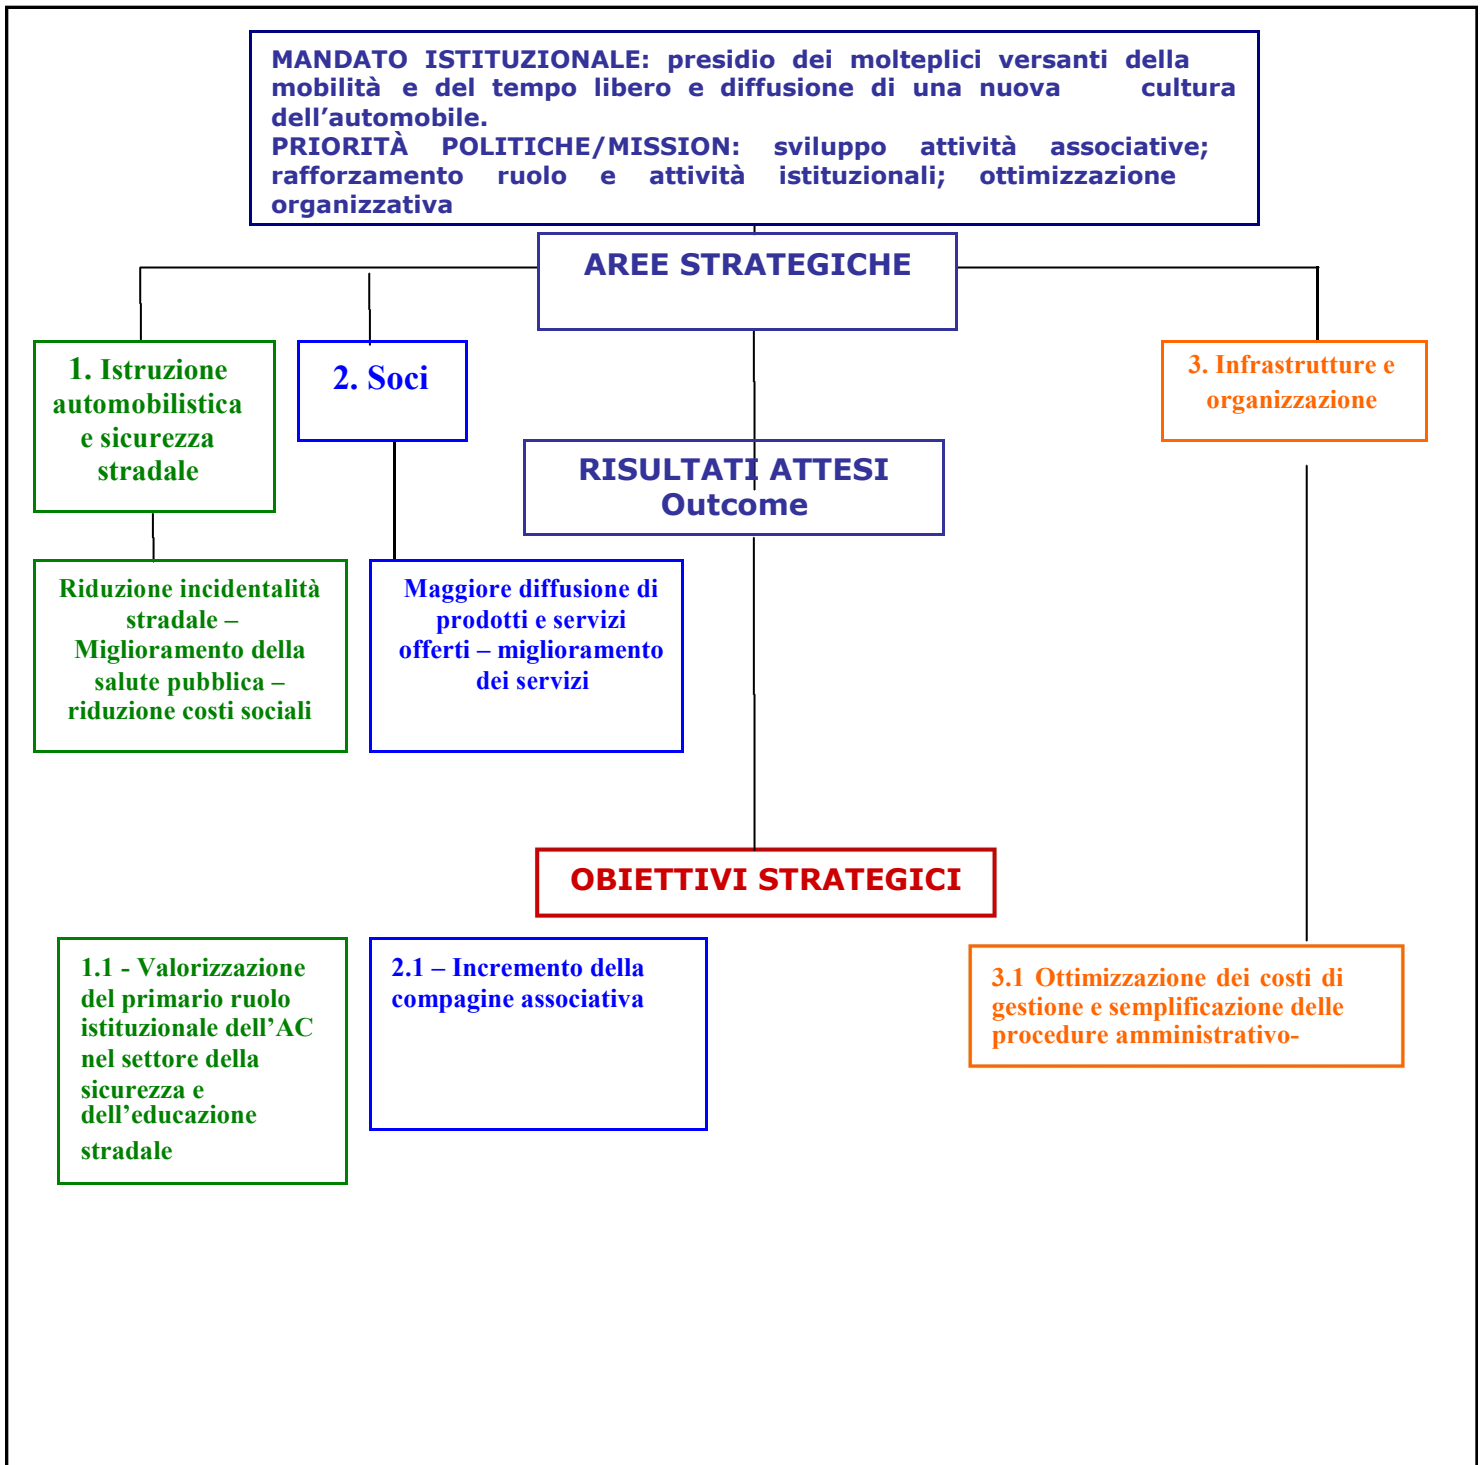 MANDATO ISTITUZIONALE: presidio dei molteplici versanti della
mobilità e del tempo libero e diffusione di una nuova cultura
dell’automobile.
PRIORITÀ POLITICHE/MISSION: sviluppo attività associative;
rafforzamento ruolo e attività istituzionali; ottimizzazione
organizzativa
AREE STRATEGICHE
1. Istruzione
automobilistica
e sicurezza
stradale
2. Soci
3. Infrastrutture e
organizzazione
RISULTATI ATTESI
Outcome
Riduzione incidentalità
stradale –
Miglioramento della
salute pubblica –
riduzione costi sociali
Maggiore diffusione di
prodotti e servizi
offerti – miglioramento
dei servizi
OBIETTIVI STRATEGICI
1.1 - Valorizzazione
del primario ruolo
istituzionale dell’AC
nel settore della
sicurezza e
dell’educazione
stradale
2.1 – Incremento della
compagine associativa
3.1 Ottimizzazione dei costi di
gestione e semplificazione delle
procedure amministrativo-